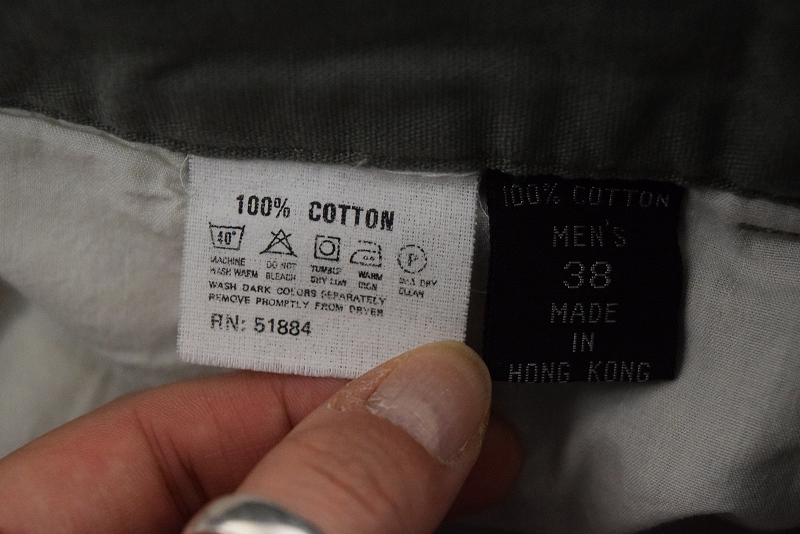 100% COTTON
40°
P
MACHINE WASH WARM
DO NOT BLEACH
TUMBLE DRY LOW
WARM IRON
DRY CLEAN
WASH DARK COLORS SEPARATELY
REMOVE PROMPTLY FROM DRYER
RN: 51884
100% COTTON
MEN'S
38
MADE
IN
HONG KONG